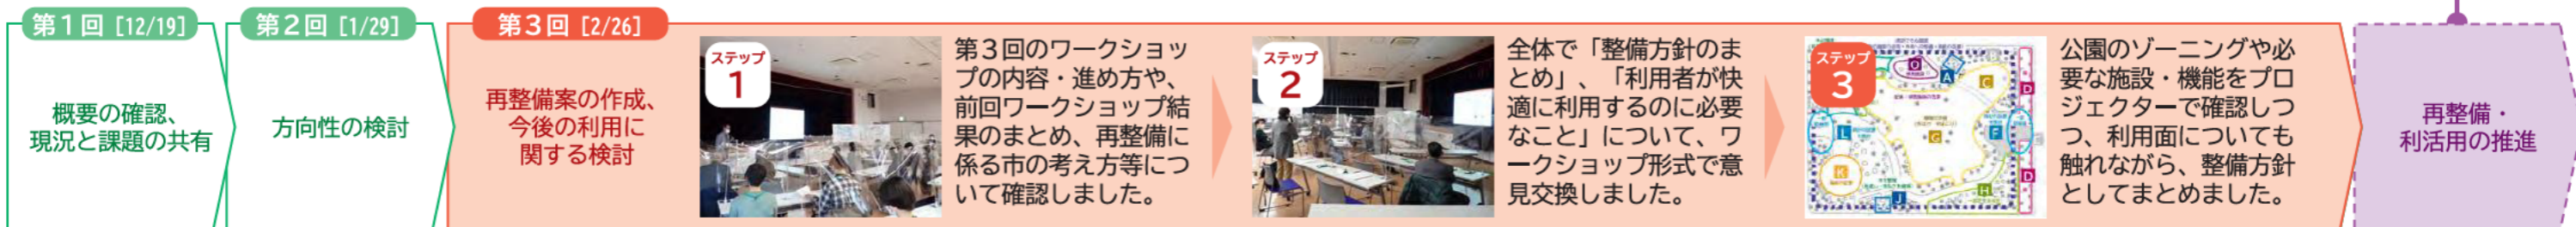 第1回 [12/19]
概要の確認、
現況と課題の共有
第2回 [1/29]
方向性の検討
第3回 [2/26]
再整備案の作成、
今後の利用に
関する検討
ステップ
1
第３回のワークショッ
プの内容・進め方や、
前回ワークショップ結
果のまとめ、再整備に
係る市の考え方等につ
いて確認しました。
ステップ
2
全体で「整備方針のま
とめ」、「利用者が快
適に利用するのに必要
なこと」について、ワ
ークショップ形式で意
見交換しました。
ステップ
3
O
A
C
D
L
G
F
K
D
H
J
公園のゾーニングや必
要な施設・機能をプロ
ジェクターで確認しつ
つ、利用面についても
触れながら、整備方針
としてまとめました。
再整備・
利活用の推進